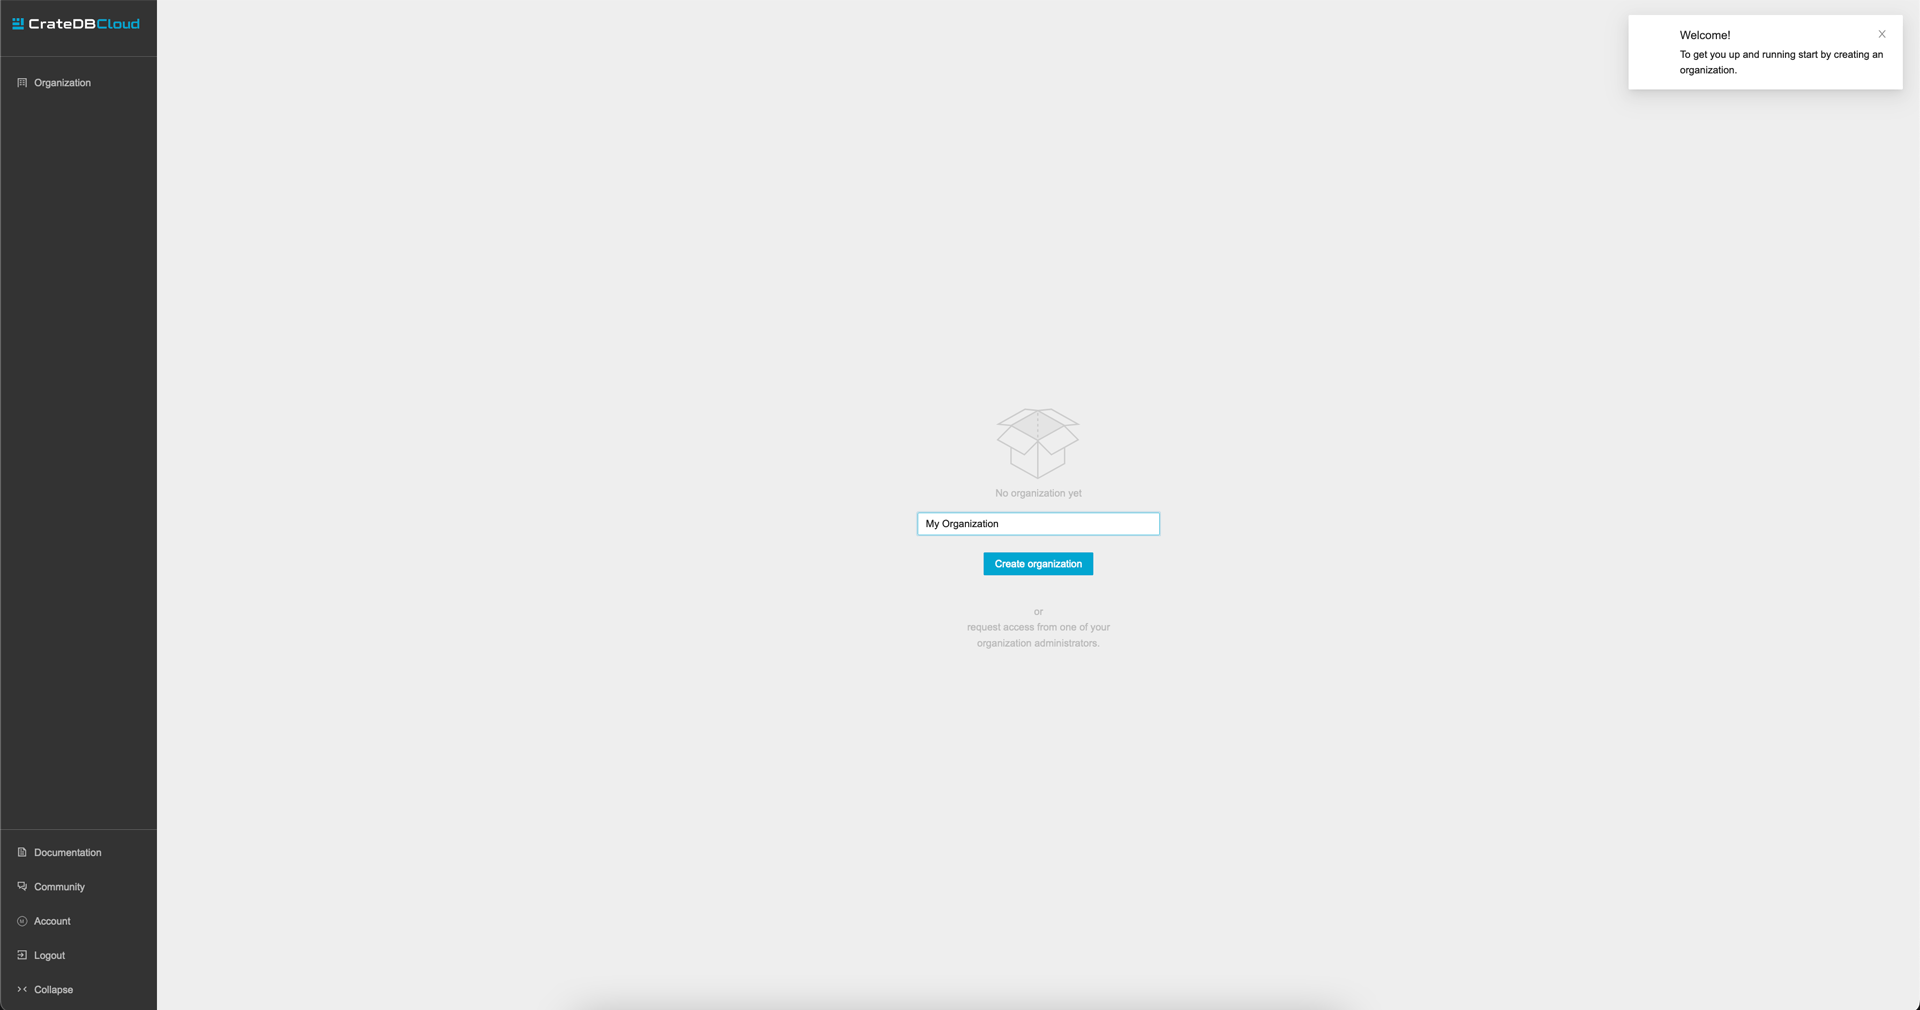 CrateDBCloud
Organization
Welcome!
To get you up and running start by creating an
organization.
No organization yet
My Organization
Create organization
or
request access from one of your
organization administrators.
Documentation
Community
Account
Logout
Collapse